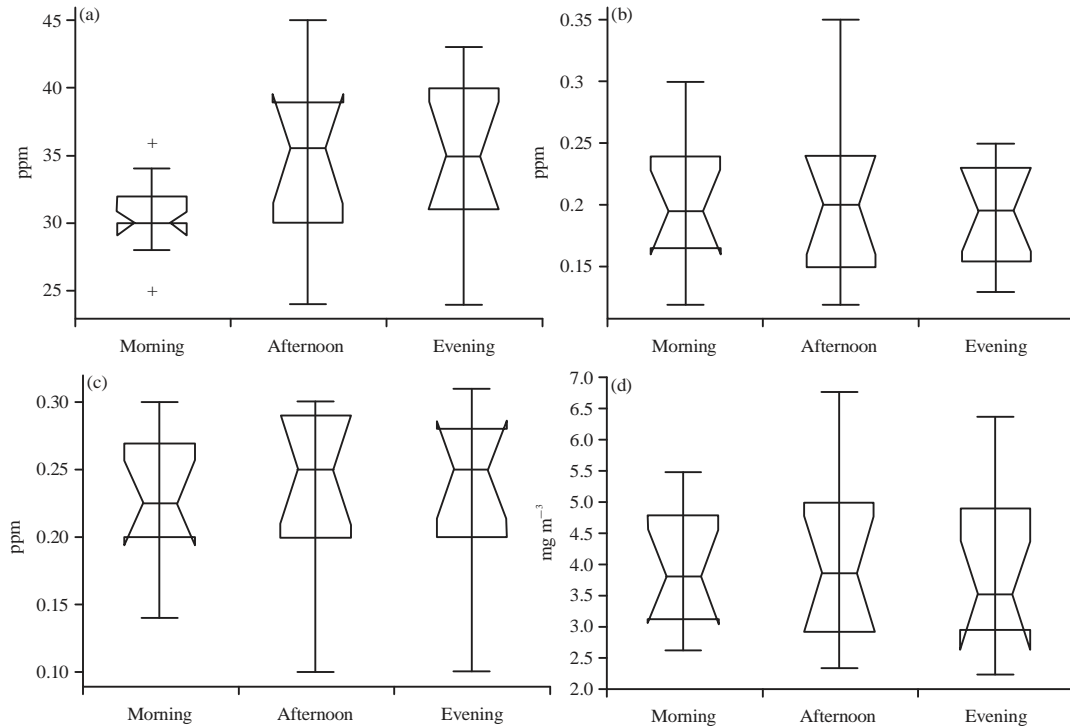 (a)
45
40
35
30
25
ppm
Morning Afternoon Evening
(b)
0.35
0.3
0.25
0.2
0.15
ppm
Morning Afternoon Evening
(c)
0.30
0.25
0.20
0.15
0.10
ppm
Morning Afternoon Evening
(d)
7.0
6.5
6.0
5.5
5.0
4.5
4.0
3.5
3.0
2.5
2.0
mg m⁻³
Morning Afternoon Evening